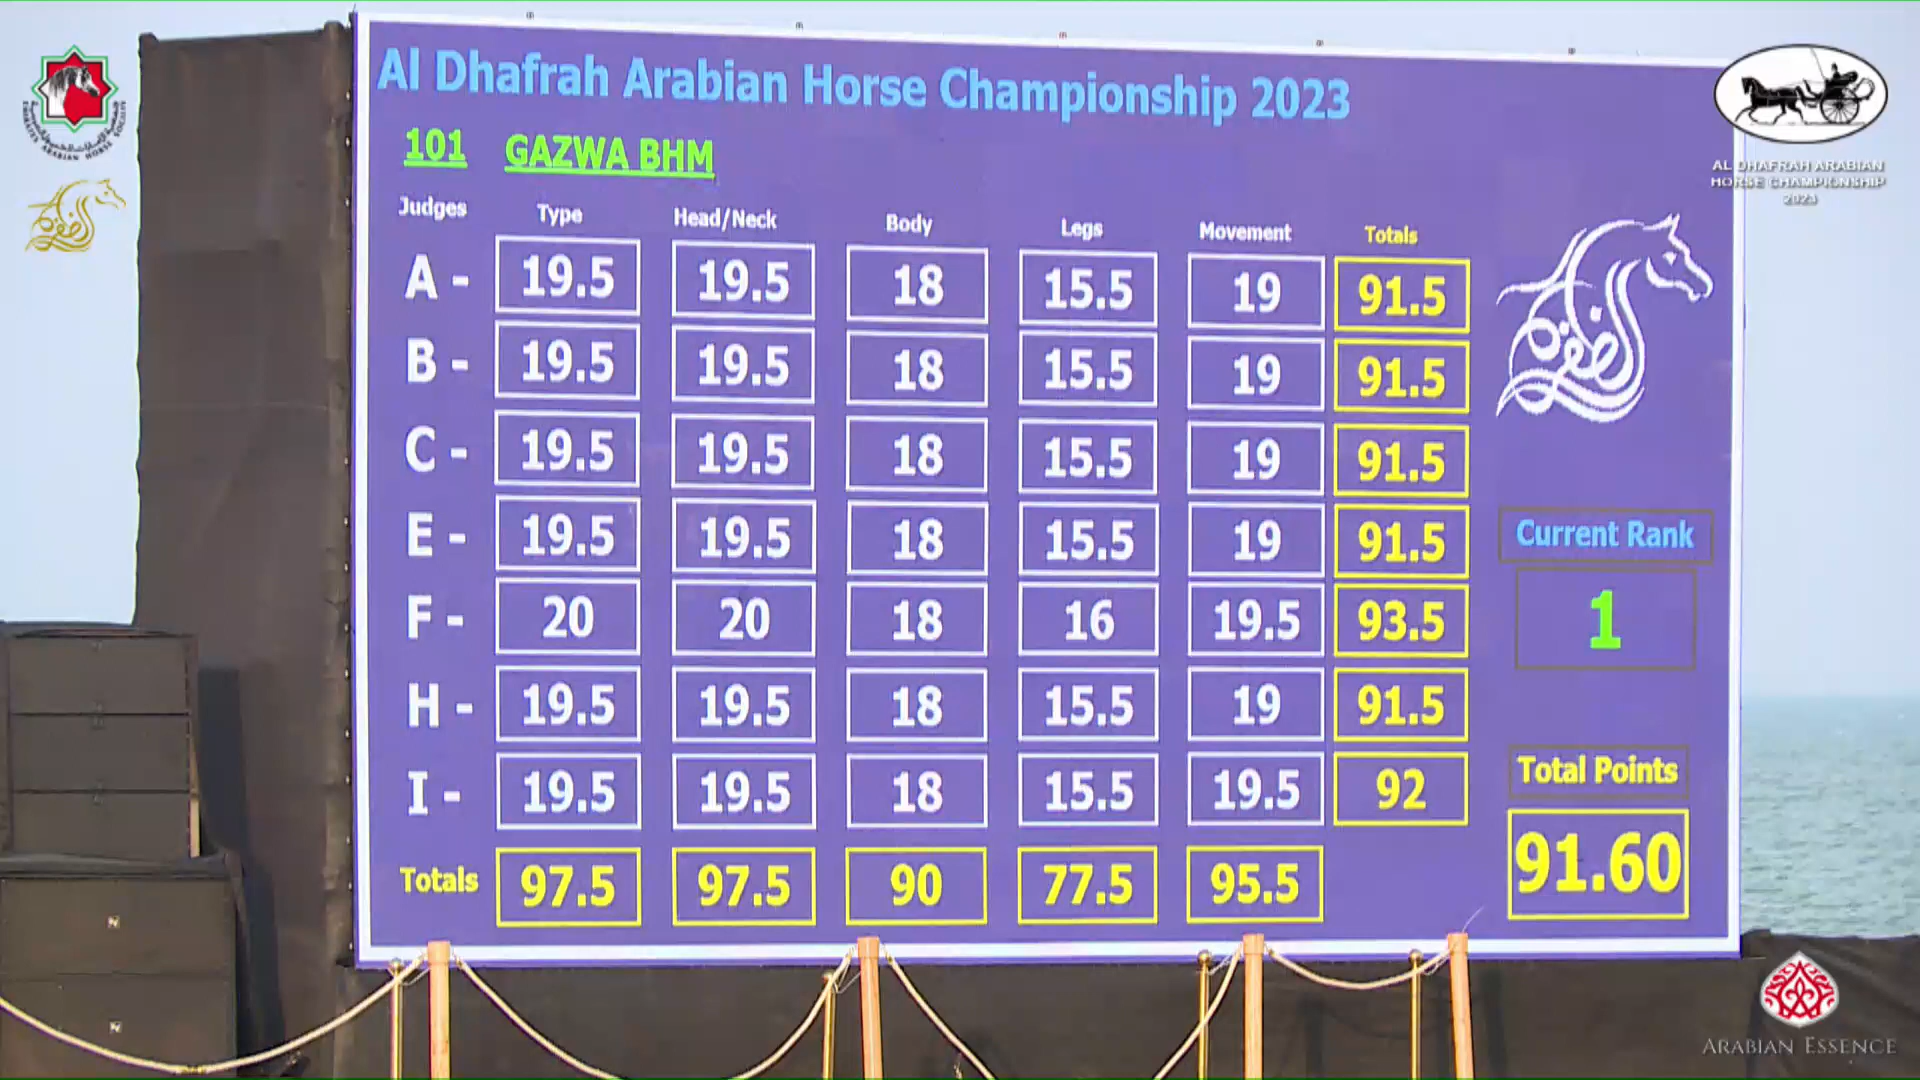 Al Dhafrah Arabian Horse Championship 2023
101 GAZWA BHM
Judges Type Head/Neck Body Legs Movement Totals
A - 19.5 19.5 18 15.5 19 91.5
B - 19.5 19.5 18 15.5 19 91.5
C - 19.5 19.5 18 15.5 19 91.5
E - 19.5 19.5 18 15.5 19 91.5
F - 20 20 18 16 19.5 93.5
H - 19.5 19.5 18 15.5 19 91.5
I - 19.5 19.5 18 15.5 19.5 92
Totals 97.5 97.5 90 77.5 95.5
Current Rank
1
Total Points
91.60
AL DHAFRAH ARABIAN
HORSE CHAMPIONSHIP
2023
EMIRATES ARABIAN HORSE SOCIETY
ARABIAN ESSENCE